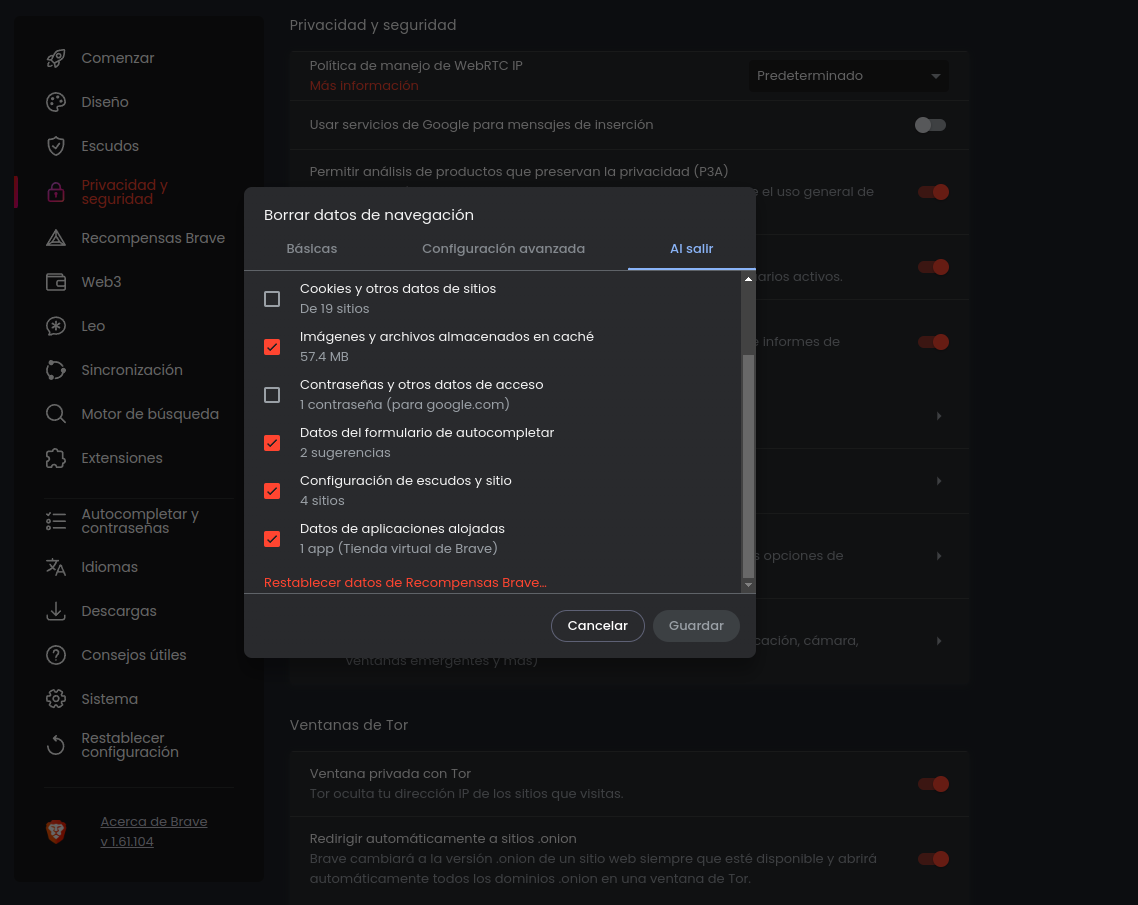 Comenzar
Diseño
Escudos
Privacidad y
seguridad
Recompensas Brave
Web3
Leo
Sincronización
Motor de búsqueda
Extensiones
Autocompletar y
contraseñas
Idiomas
Descargas
Consejos útiles
Sistema
Restablecer
configuración
Acerca de Brave
v 1.61.104
Privacidad y seguridad
Política de manejo de WebRTC IP
Más información
Predeterminado
Usar servicios de Google para mensajes de inserción
Permitir análisis de productos que preservan la privacidad (P3A)
el uso general de
arios activos.
e informes de
s opciones de
cación, cámara,
ventanas emergentes y más)
Borrar datos de navegación
Básicas
Configuración avanzada
Al salir
Cookies y otros datos de sitios
De 19 sitios
Imágenes y archivos almacenados en caché
57.4 MB
Contraseñas y otros datos de acceso
1 contraseña (para google.com)
Datos del formulario de autocompletar
2 sugerencias
Configuración de escudos y sitio
4 sitios
Datos de aplicaciones alojadas
1 app (Tienda virtual de Brave)
Restablecer datos de Recompensas Brave...
Cancelar
Guardar
Ventanas de Tor
Ventana privada con Tor
Tor oculta tu dirección IP de los sitios que visitas.
Redirigir automáticamente a sitios .onion
Brave cambiará a la versión .onion de un sitio web siempre que esté disponible y abrirá
automáticamente todos los dominios .onion en una ventana de Tor.